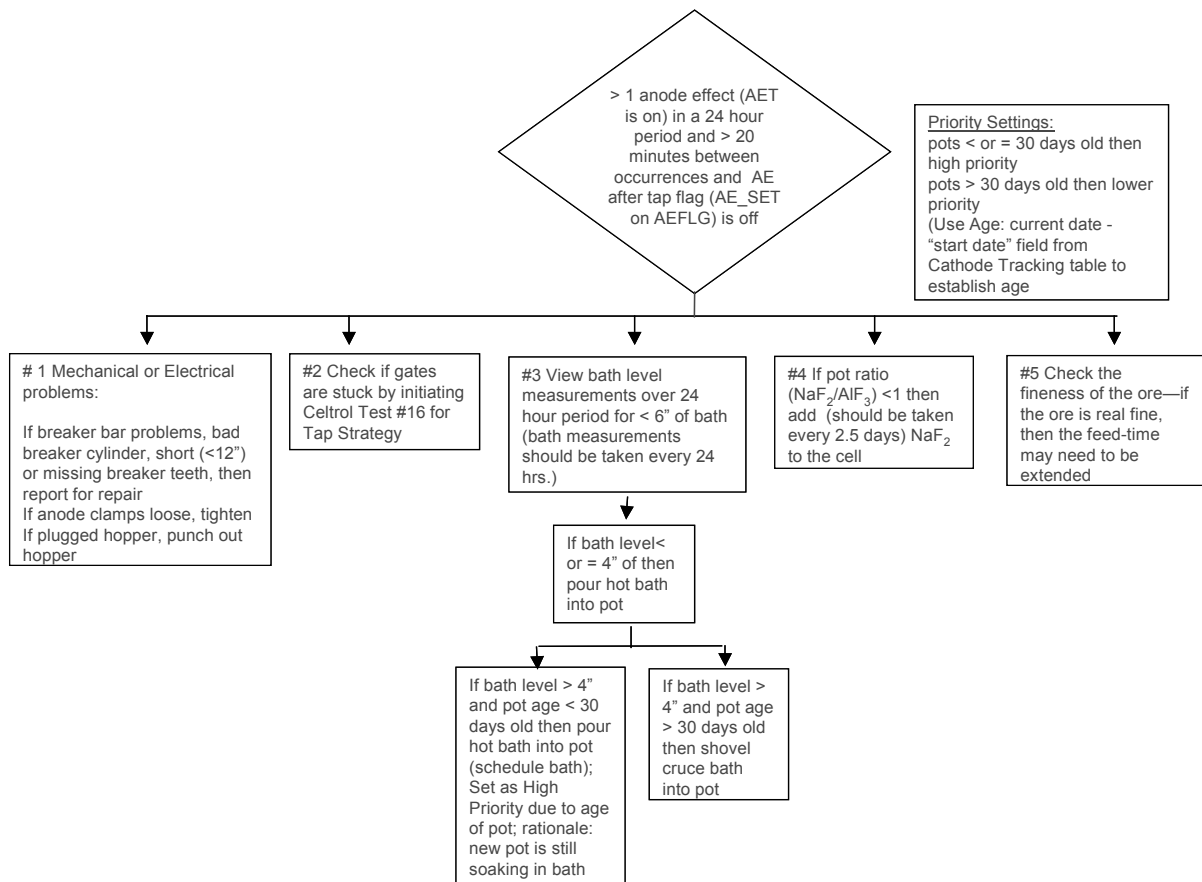 > 1 anode effect (AET
is on) in a 24 hour
period and > 20
minutes between
occurrences and AE
after tap flag (AE_SET
on AEFLG) is off
Priority Settings:
pots < or = 30 days old then
high priority
pots > 30 days old then lower
priority
(Use Age: current date -
“start date” field from
Cathode Tracking table to
establish age
# 1 Mechanical or Electrical
problems:
If breaker bar problems, bad
breaker cylinder, short (<12”)
or missing breaker teeth, then
report for repair
If anode clamps loose, tighten
If plugged hopper, punch out
hopper
#2 Check if gates
are stuck by initiating
Celtrol Test #16 for
Tap Strategy
#3 View bath level
measurements over 24
hour period for < 6” of bath
(bath measurements
should be taken every 24
hrs.)
#4 If pot ratio
(NaF₂/AlF₃) <1 then
add (should be taken
every 2.5 days) NaF₂
to the cell
#5 Check the
fineness of the ore—if
the ore is real fine,
then the feed-time
may need to be
extended
If bath level<
or = 4” of then
pour hot bath
into pot
If bath level > 4”
and pot age < 30
days old then pour
hot bath into pot
(schedule bath);
Set as High
Priority due to age
of pot; rationale:
new pot is still
soaking in bath
If bath level >
4” and pot age
> 30 days old
then shovel
cruce bath
into pot